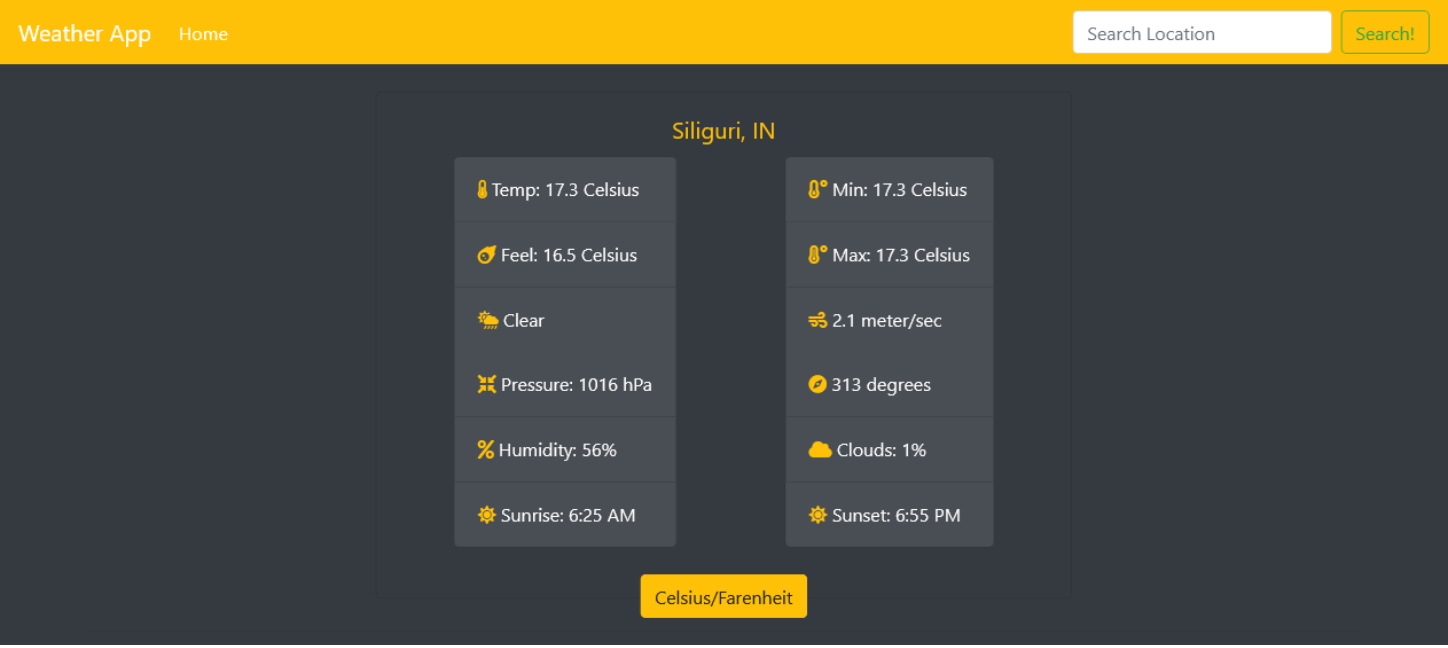 Weather App Home Search Location Search!
Siliguri, IN
Temp: 17.3 Celsius
Feel: 16.5 Celsius
Clear
Pressure: 1016 hPa
Humidity: 56%
Sunrise: 6:25 AM
Min: 17.3 Celsius
Max: 17.3 Celsius
2.1 meter/sec
313 degrees
Clouds: 1%
Sunset: 6:55 PM
Celsius/Farenheit